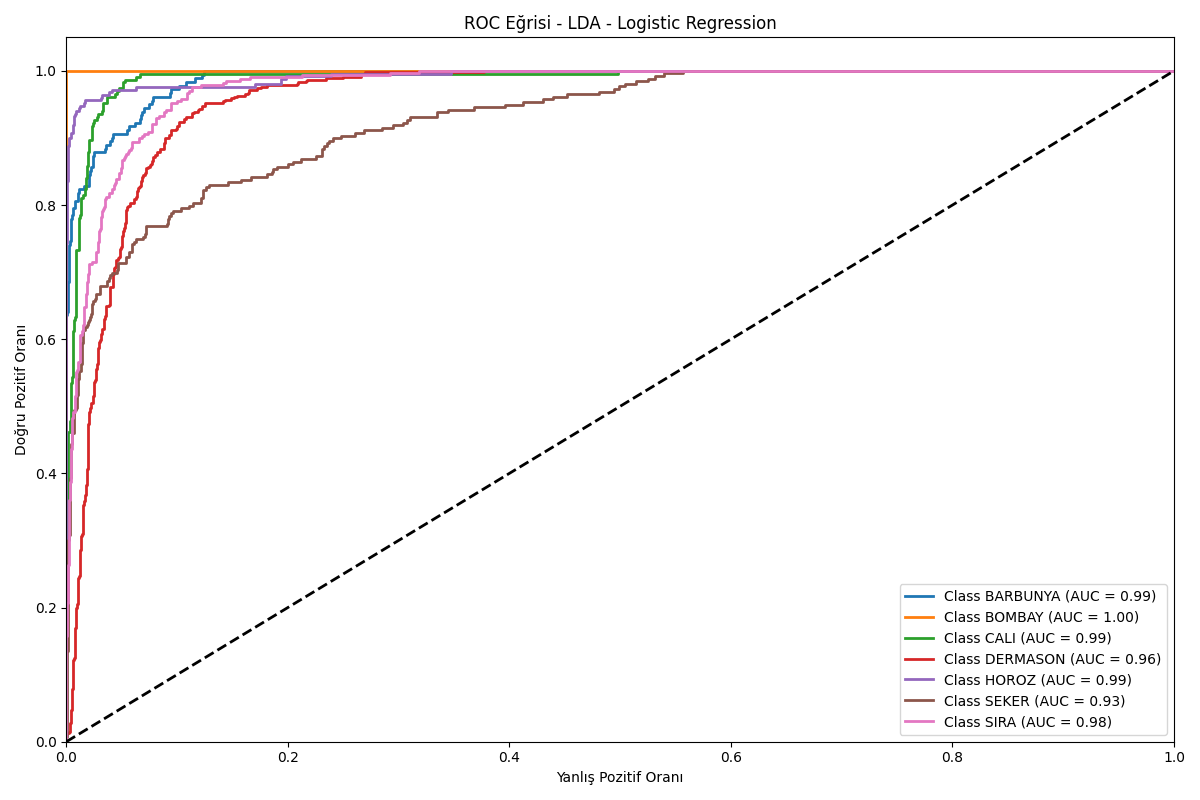 ROC Eğrisi - LDA - Logistic Regression
Doğru Pozitif Oranı
1.0
0.8
0.6
0.4
0.2
0.0
0.0 0.2 0.4 0.6 0.8 1.0
Yanlış Pozitif Oranı
Class BARBUNYA (AUC = 0.99)
Class BOMBAY (AUC = 1.00)
Class CALI (AUC = 0.99)
Class DERMASON (AUC = 0.96)
Class HOROZ (AUC = 0.99)
Class SEKER (AUC = 0.93)
Class SIRA (AUC = 0.98)